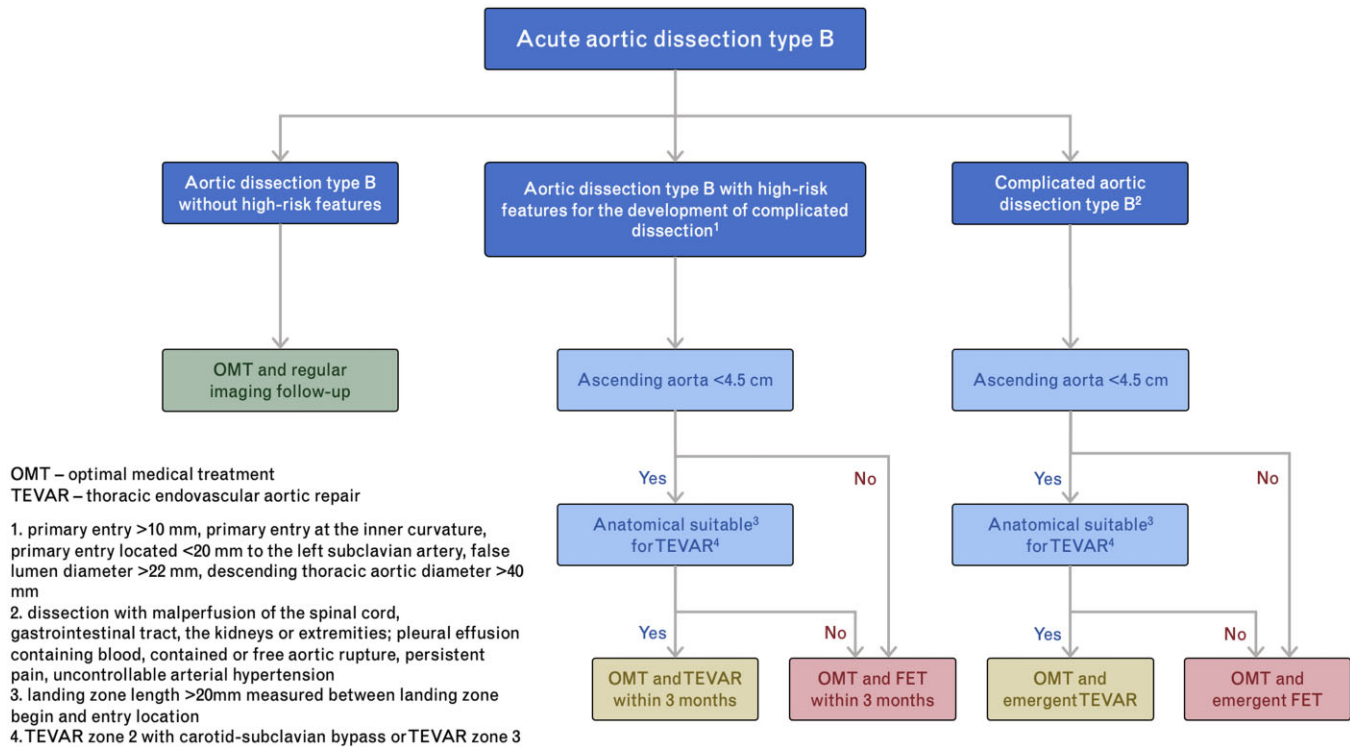 Acute aortic dissection type B
Aortic dissection type B
without high-risk features
Aortic dissection type B with high-risk
features for the development of complicated
dissection¹
Complicated aortic
dissection type B²
OMT and regular
imaging follow-up
Ascending aorta <4.5 cm
Ascending aorta <4.5 cm
Yes
No
Yes
No
Anatomical suitable³
for TEVAR⁴
Anatomical suitable³
for TEVAR⁴
Yes
No
Yes
No
OMT and TEVAR
within 3 months
OMT and FET
within 3 months
OMT and
emergent TEVAR
OMT and
emergent FET
OMT – optimal medical treatment
TEVAR – thoracic endovascular aortic repair
1. primary entry >10 mm, primary entry at the inner curvature,
primary entry located <20 mm to the left subclavian artery, false
lumen diameter >22 mm, descending thoracic aortic diameter >40
mm
2. dissection with malperfusion of the spinal cord,
gastrointestinal tract, the kidneys or extremities; pleural effusion
containing blood, contained or free aortic rupture, persistent
pain, uncontrollable arterial hypertension
3. landing zone length >20mm measured between landing zone
begin and entry location
4. TEVAR zone 2 with carotid-subclavian bypass or TEVAR zone 3